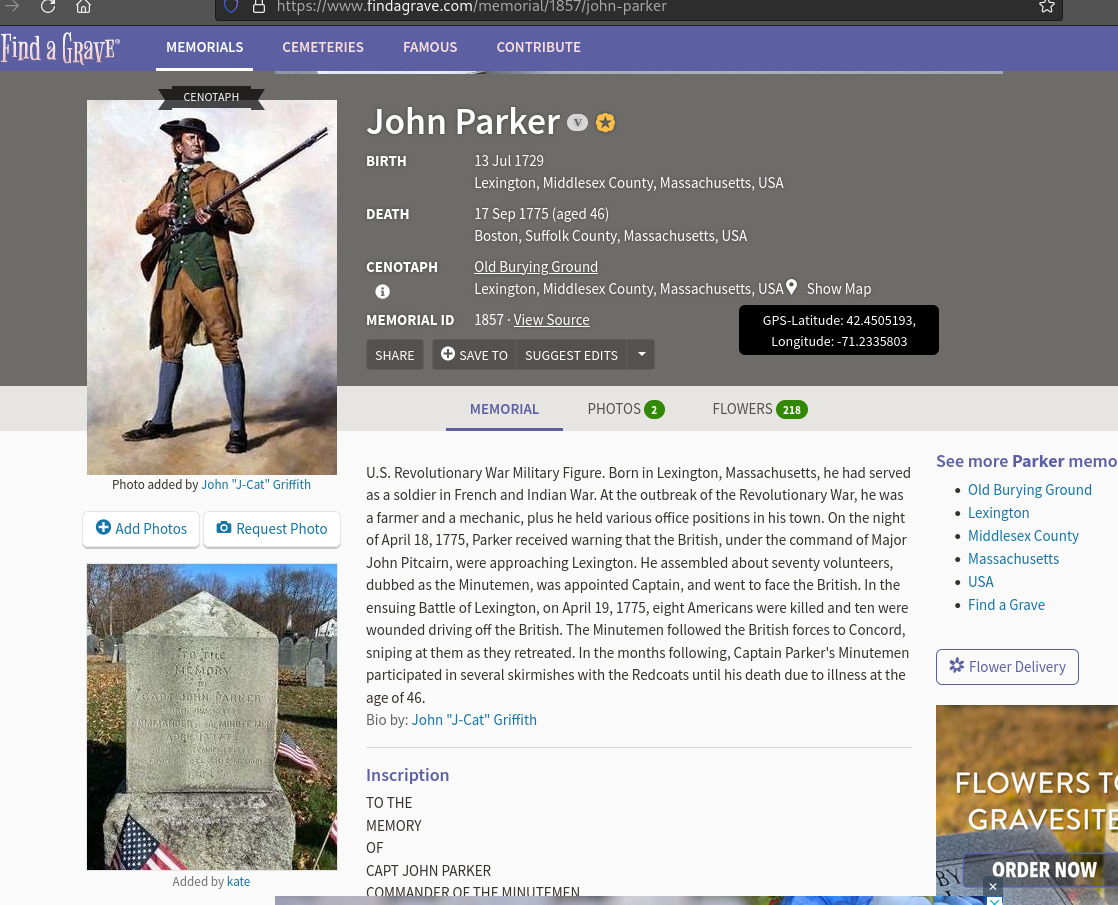 https://www.findagrave.com/memorial/1857/john-parker
FIND A GRAVE®
MEMORIALS
CEMETERIES
FAMOUS
CONTRIBUTE
CENOTAPH
John Parker V
BIRTH
13 Jul 1729
Lexington, Middlesex County, Massachusetts, USA
DEATH
17 Sep 1775 (aged 46)
Boston, Suffolk County, Massachusetts, USA
CENOTAPH
Old Burying Ground
Lexington, Middlesex County, Massachusetts, USA Show Map
MEMORIAL ID
1857 · View Source
GPS-Latitude: 42.4505193,
Longitude: -71.2335803
SHARE
SAVE TO
SUGGEST EDITS
MEMORIAL
PHOTOS 2
FLOWERS 218
Photo added by John "J-Cat" Griffith
Add Photos
Request Photo
TO THE
MEMORY
OF
CAPT JOHN PARKER
Added by kate
U.S. Revolutionary War Military Figure. Born in Lexington, Massachusetts, he had served
as a soldier in French and Indian War. At the outbreak of the Revolutionary War, he was
a farmer and a mechanic, plus he held various office positions in his town. On the night
of April 18, 1775, Parker received warning that the British, under the command of Major
John Pitcairn, were approaching Lexington. He assembled about seventy volunteers,
dubbed as the Minutemen, was appointed Captain, and went to face the British. In the
ensuing Battle of Lexington, on April 19, 1775, eight Americans were killed and ten were
wounded driving off the British. The Minutemen followed the British forces to Concord,
sniping at them as they retreated. In the months following, Captain Parker's Minutemen
participated in several skirmishes with the Redcoats until his death due to illness at the
age of 46.
Bio by: John "J-Cat" Griffith
Inscription
TO THE
MEMORY
OF
CAPT JOHN PARKER
COMMANDER OF THE MINUTEMEN
See more Parker memo
Old Burying Ground
Lexington
Middlesex County
Massachusetts
USA
Find a Grave
Flower Delivery
FLOWERS TO
GRAVESITE
ORDER NOW